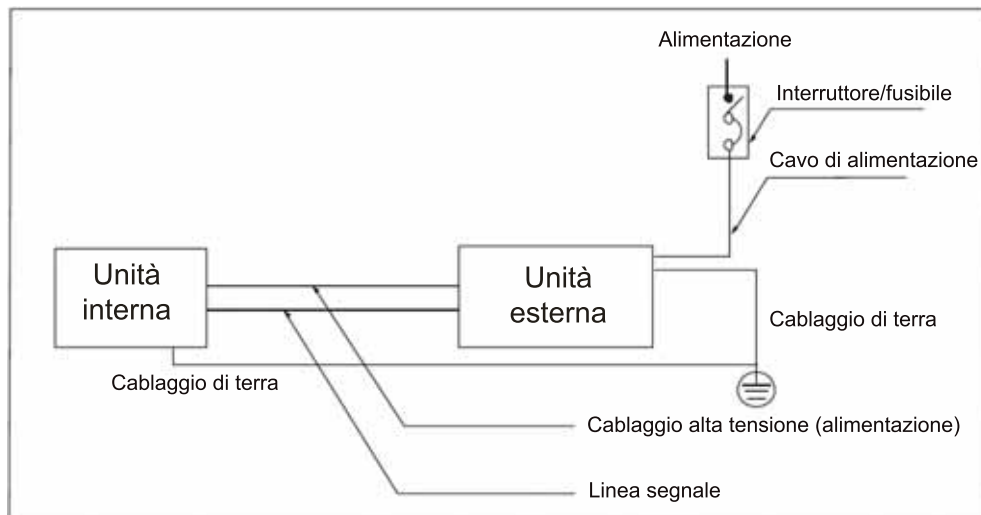 Alimentazione
Interruttore/fusibile
Cavo di alimentazione
Unità
interna
Unità
esterna
Cablaggio di terra
Cablaggio di terra
Cablaggio alta tensione (alimentazione)
Linea segnale